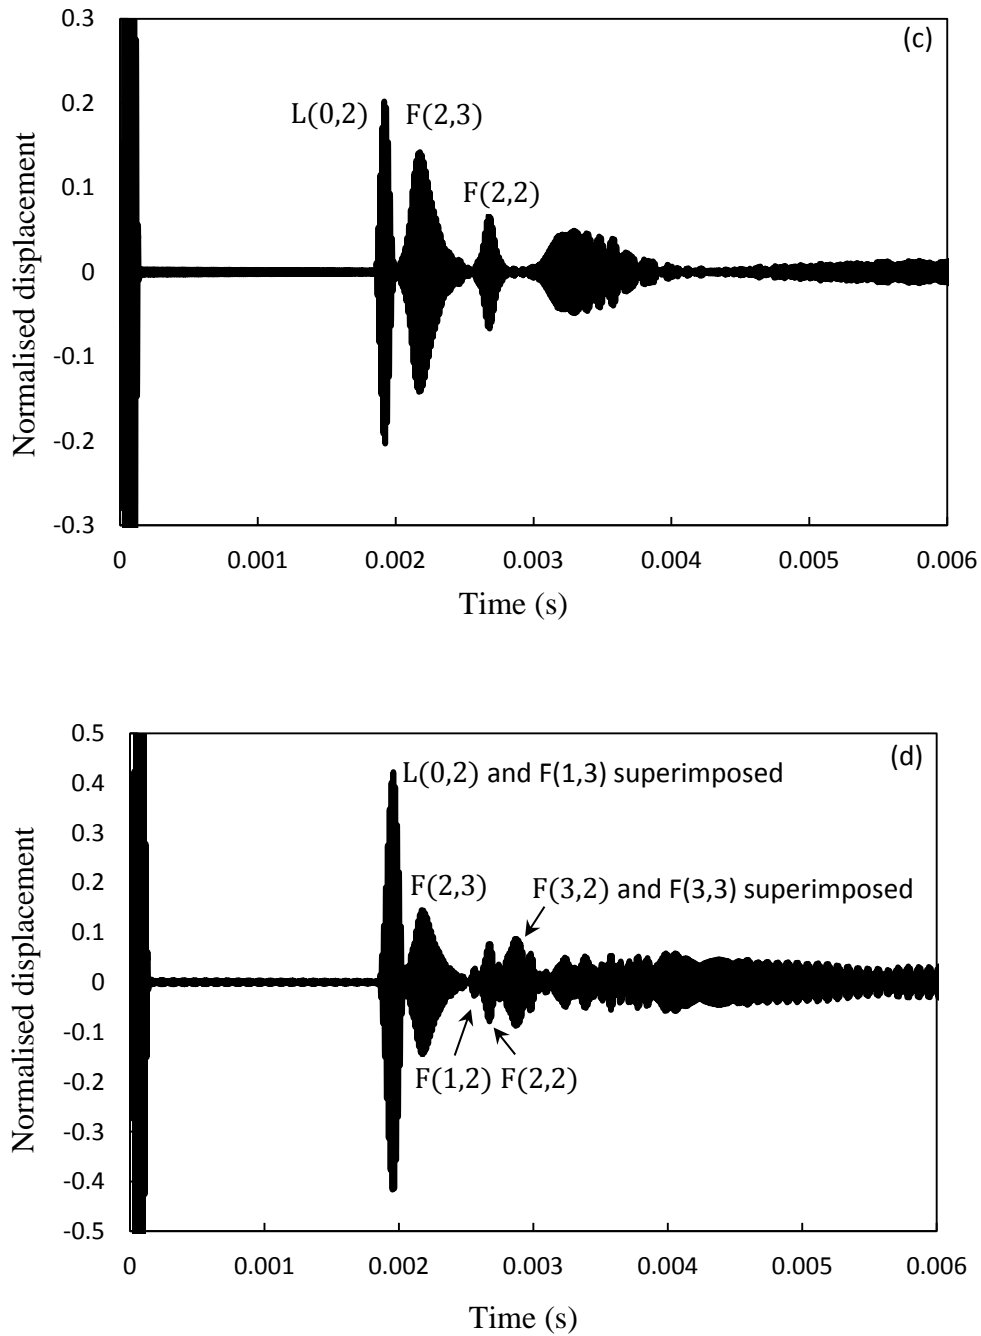 0.3
(c)
0.2
L(0,2) F(2,3)
0.1
F(2,2)
0
-0.1
-0.2
-0.3
Normalised displacement
0 0.001 0.002 0.003 0.004 0.005 0.006
Time (s)
0.5
(d)
L(0,2) and F(1,3) superimposed
0.4
0.3
0.2
F(2,3)
F(3,2) and F(3,3) superimposed
0.1
0
-0.1
F(1,2) F(2,2)
-0.2
-0.3
-0.4
-0.5
Normalised displacement
0 0.001 0.002 0.003 0.004 0.005 0.006
Time (s)